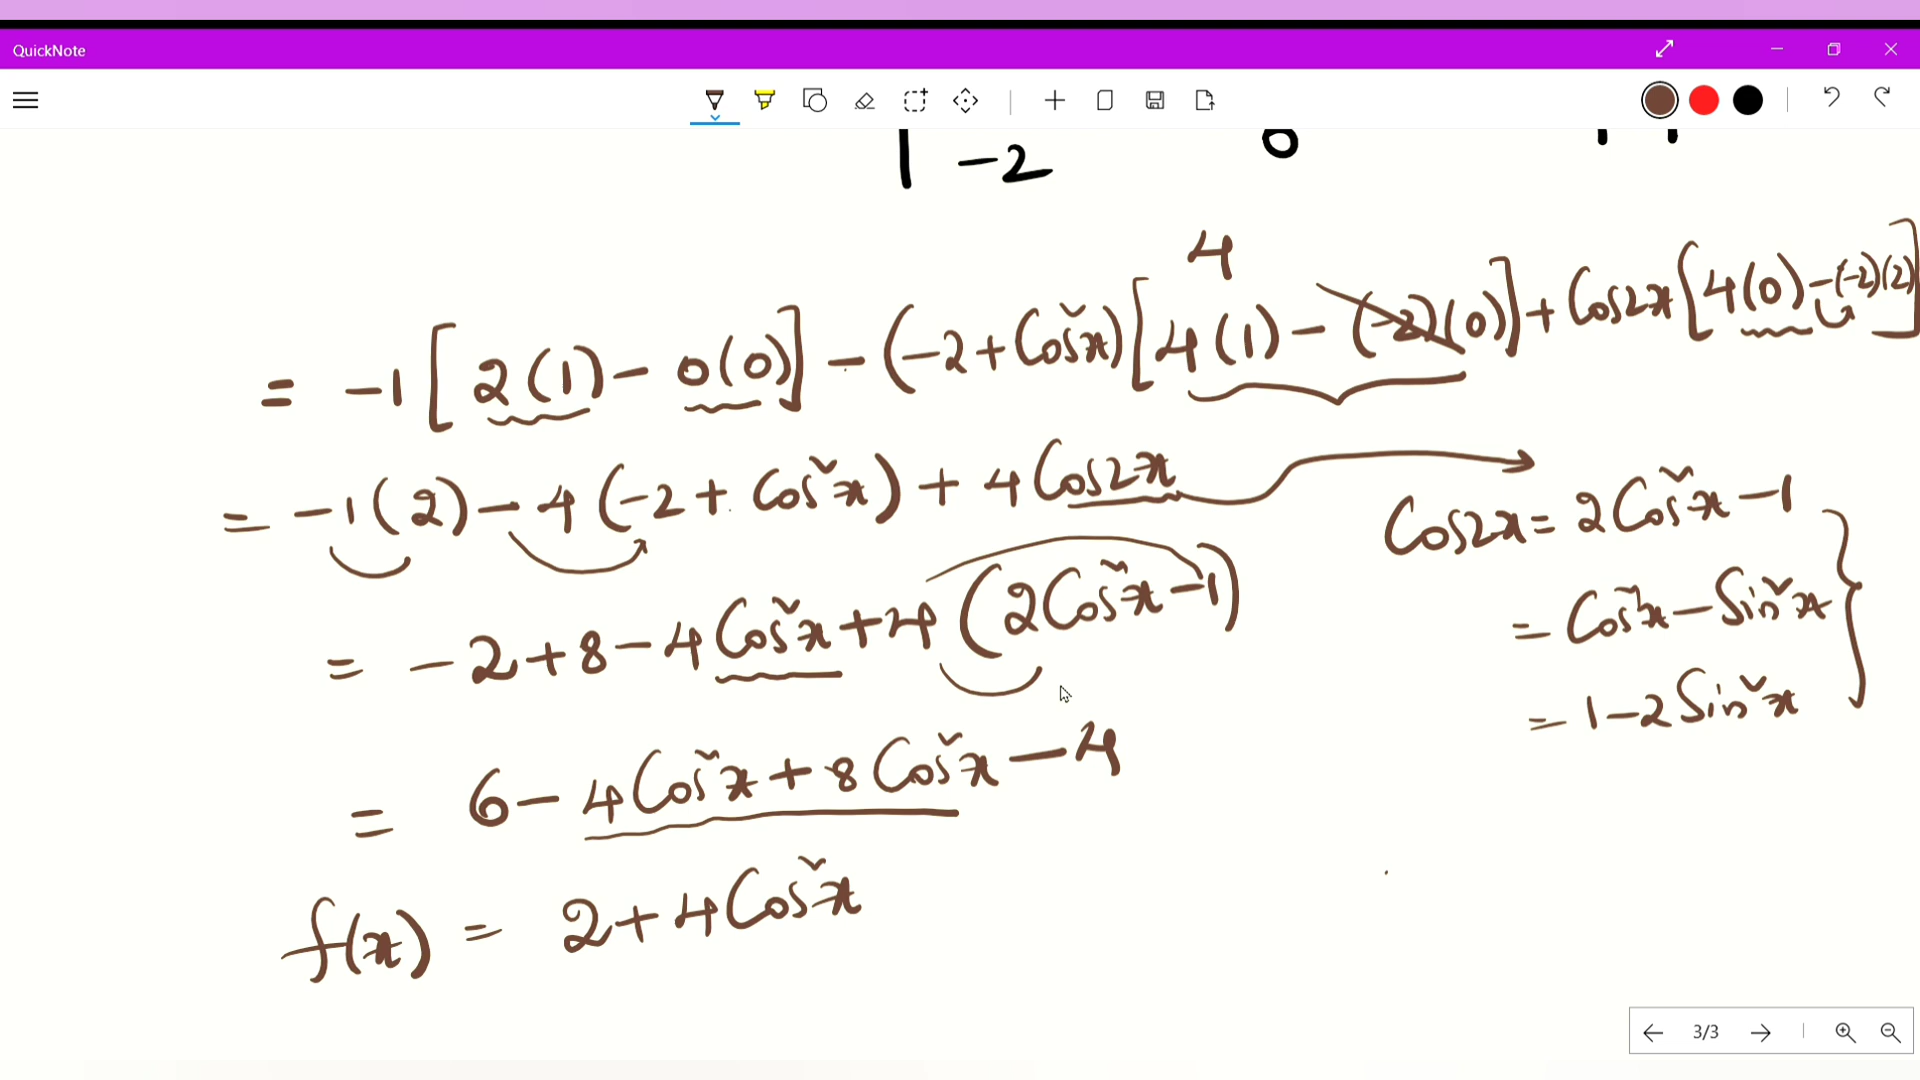 QuickNote
-2
4
= -1[2(1) - 0(0)] - (-2 + Cos²x)[4(1) - (-2)(0)] + Cos2x[4(0) - (-2)(2)]
= -1(2) - 4(-2 + Cos²x) + 4Cos2x
Cos2x = 2Cos²x - 1
= -2 + 8 - 4Cos²x + 4(2Cos²x - 1)
= Cos²x - Sin²x
= 1 - 2Sin²x
= 6 - 4Cos²x + 8Cos²x - 4
f(x) = 2 + 4Cos²x
3/3